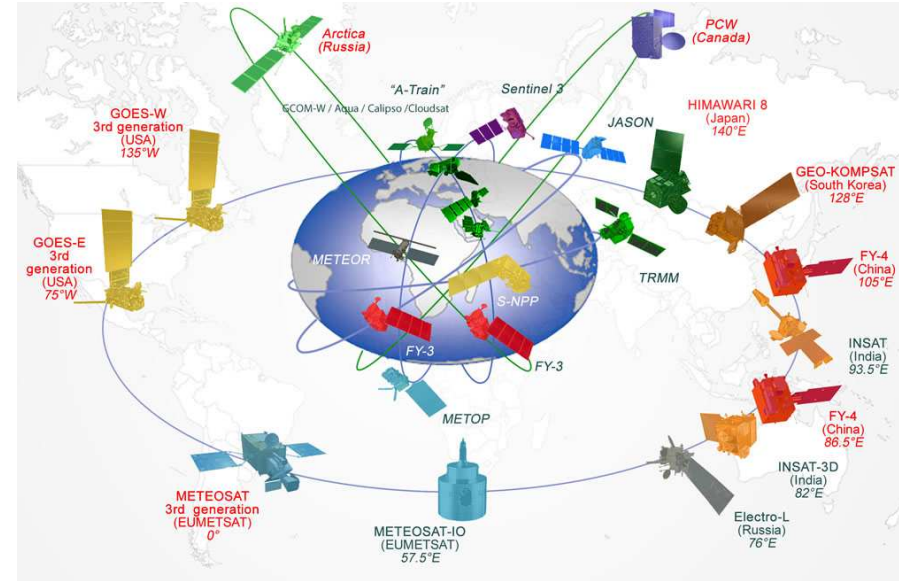 Arctica
(Russia)
PCW
(Canada)
"A-Train"
GCOM-W / Aqua / Calipso /Cloudsat
Sentinel 3
JASON
HIMAWARI 8
(Japan)
140°E
GOES-W
3rd generation
(USA)
135°W
GEO-KOMPSAT
(South Korea)
128°E
GOES-E
3rd
generation
(USA)
75°W
METEOR
S-NPP
TRMM
FY-4
(China)
105°E
FY-3
FY-3
INSAT
(India)
93.5°E
METOP
FY-4
(China)
86.5°E
INSAT-3D
(India)
82°E
METEOSAT
3rd generation
(EUMETSAT)
0°
METEOSAT-IO
(EUMETSAT)
57.5°E
Electro-L
(Russia)
76°E